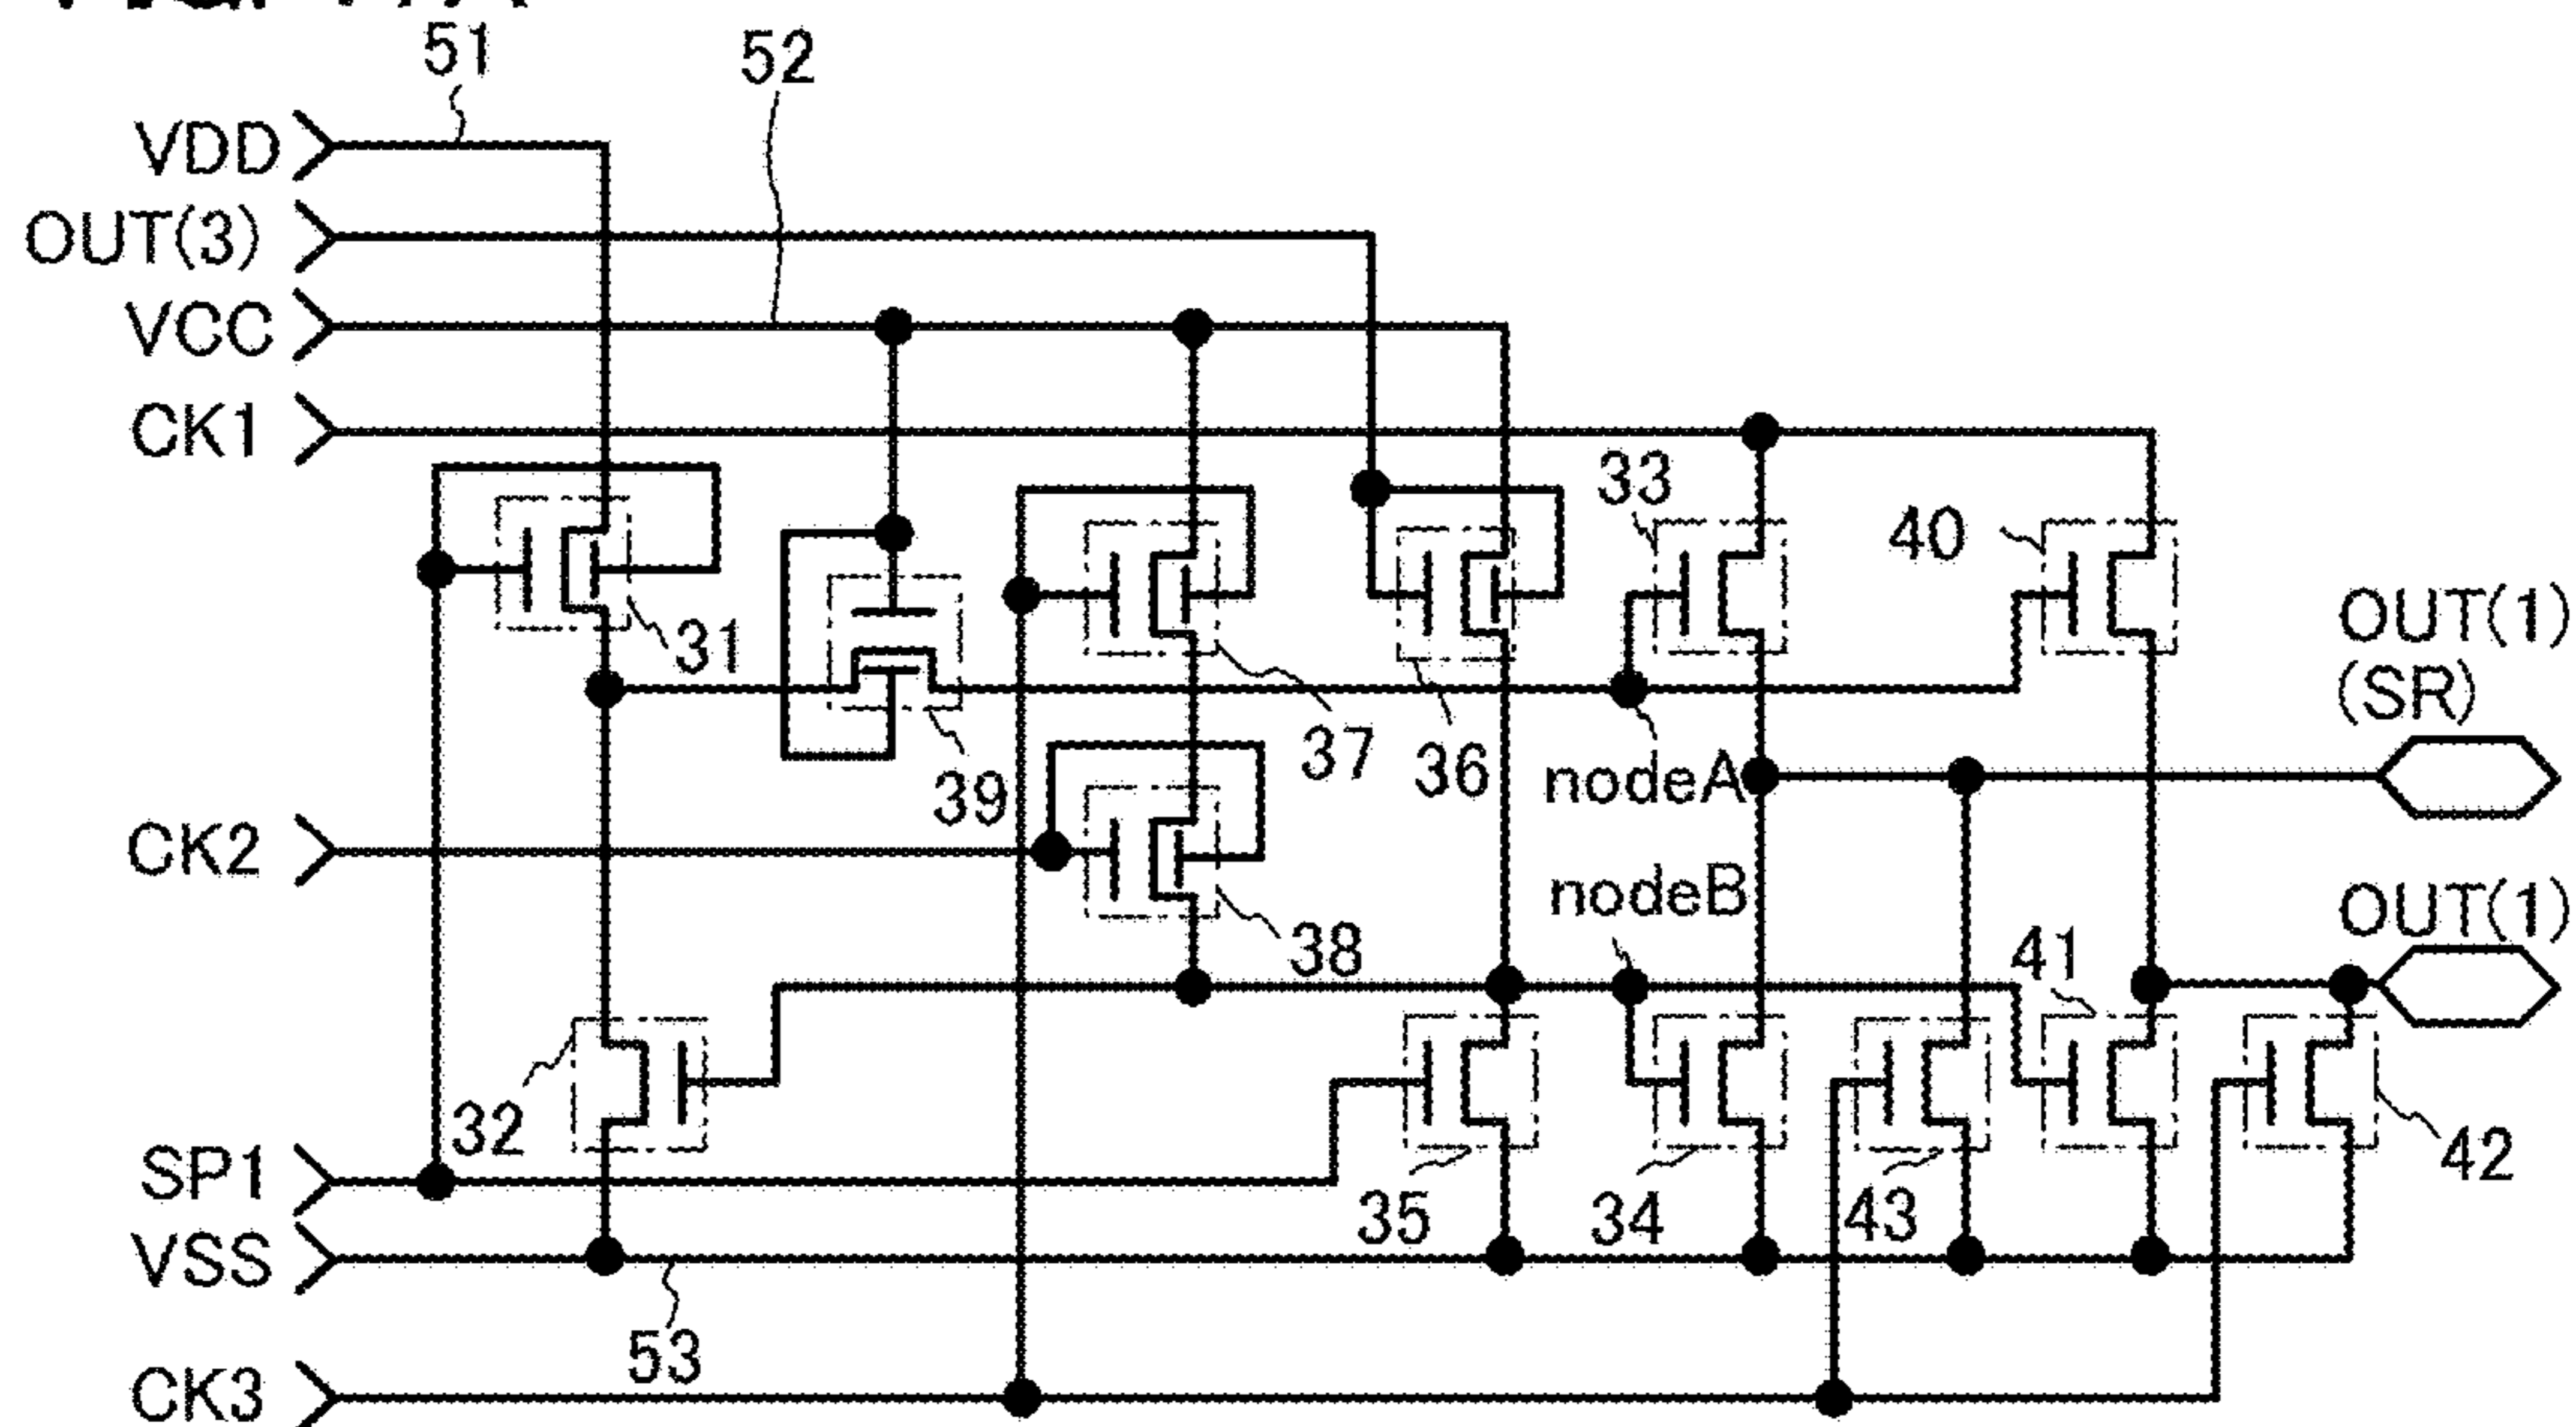 51
52
VDD
OUT(3)
VCC
CK1
33
40
31
OUT(1)
(SR)
37
36
39
nodeA
CK2
nodeB
38
41
OUT(1)
32
SP1
35
34
43
42
VSS
53
CK3